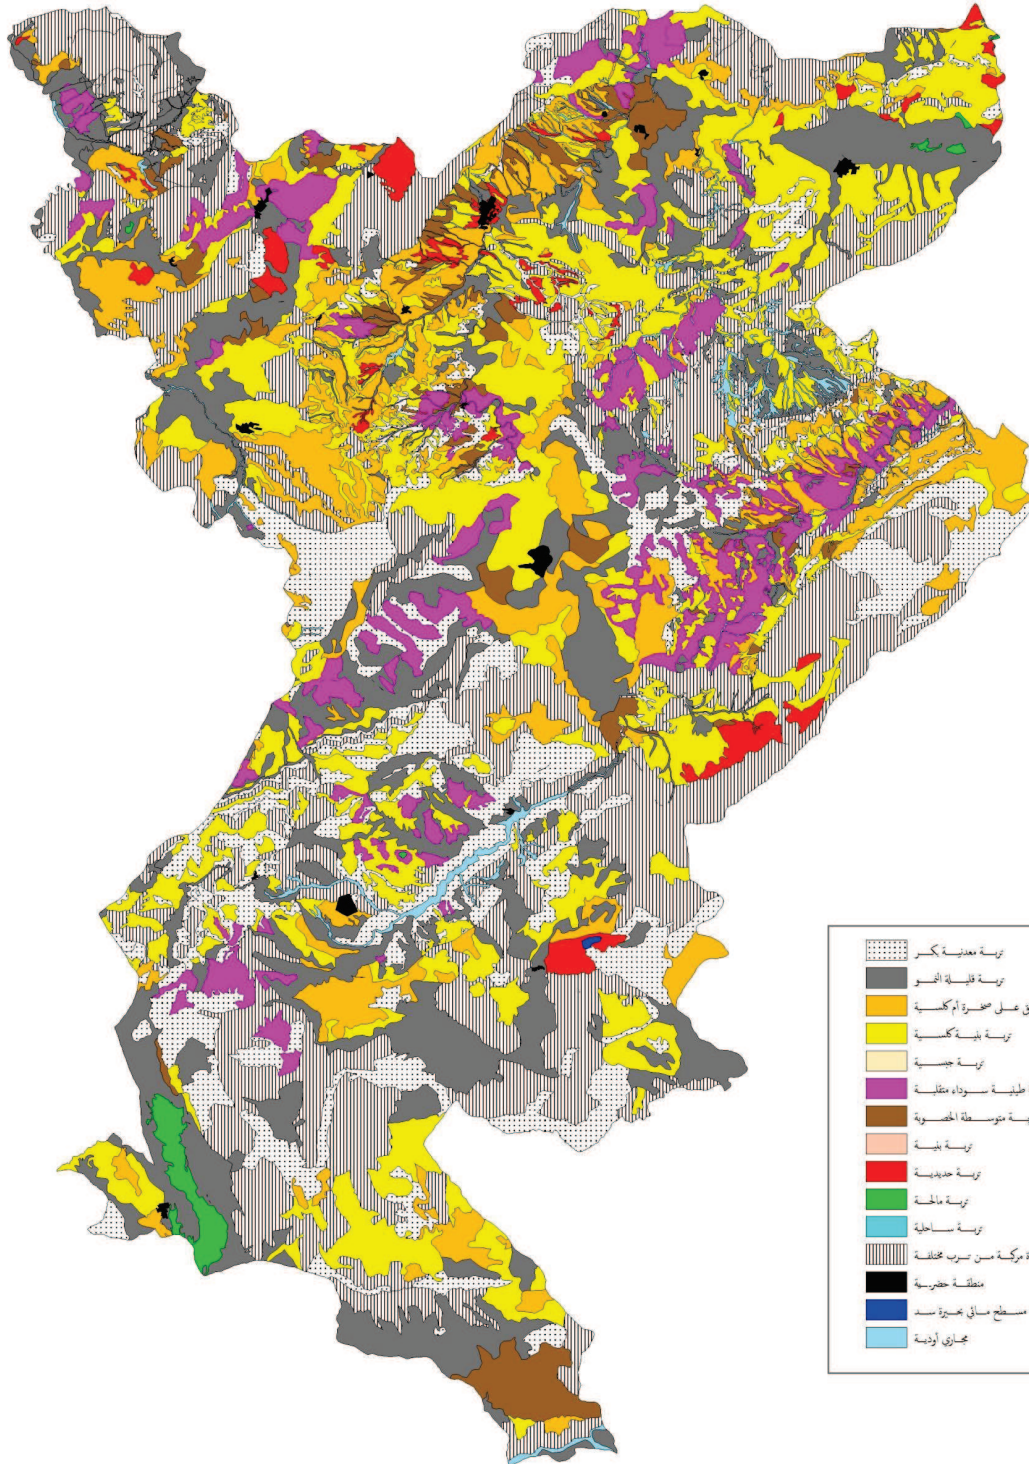 تربة معدنية بكر
تربة قليلة النمو
على صخرة أم كلسية
تربة بنية كلسية
تربة جبسية
طينية سوداء متقلبة
متوسطة الخصوبة
تربة بنية
تربة حديدية
تربة مالحة
تربة ساحلية
مركبة من ترب مختلفة
منطقة حضرية
مسطح مائي بحيرة سد
مجاري أودية